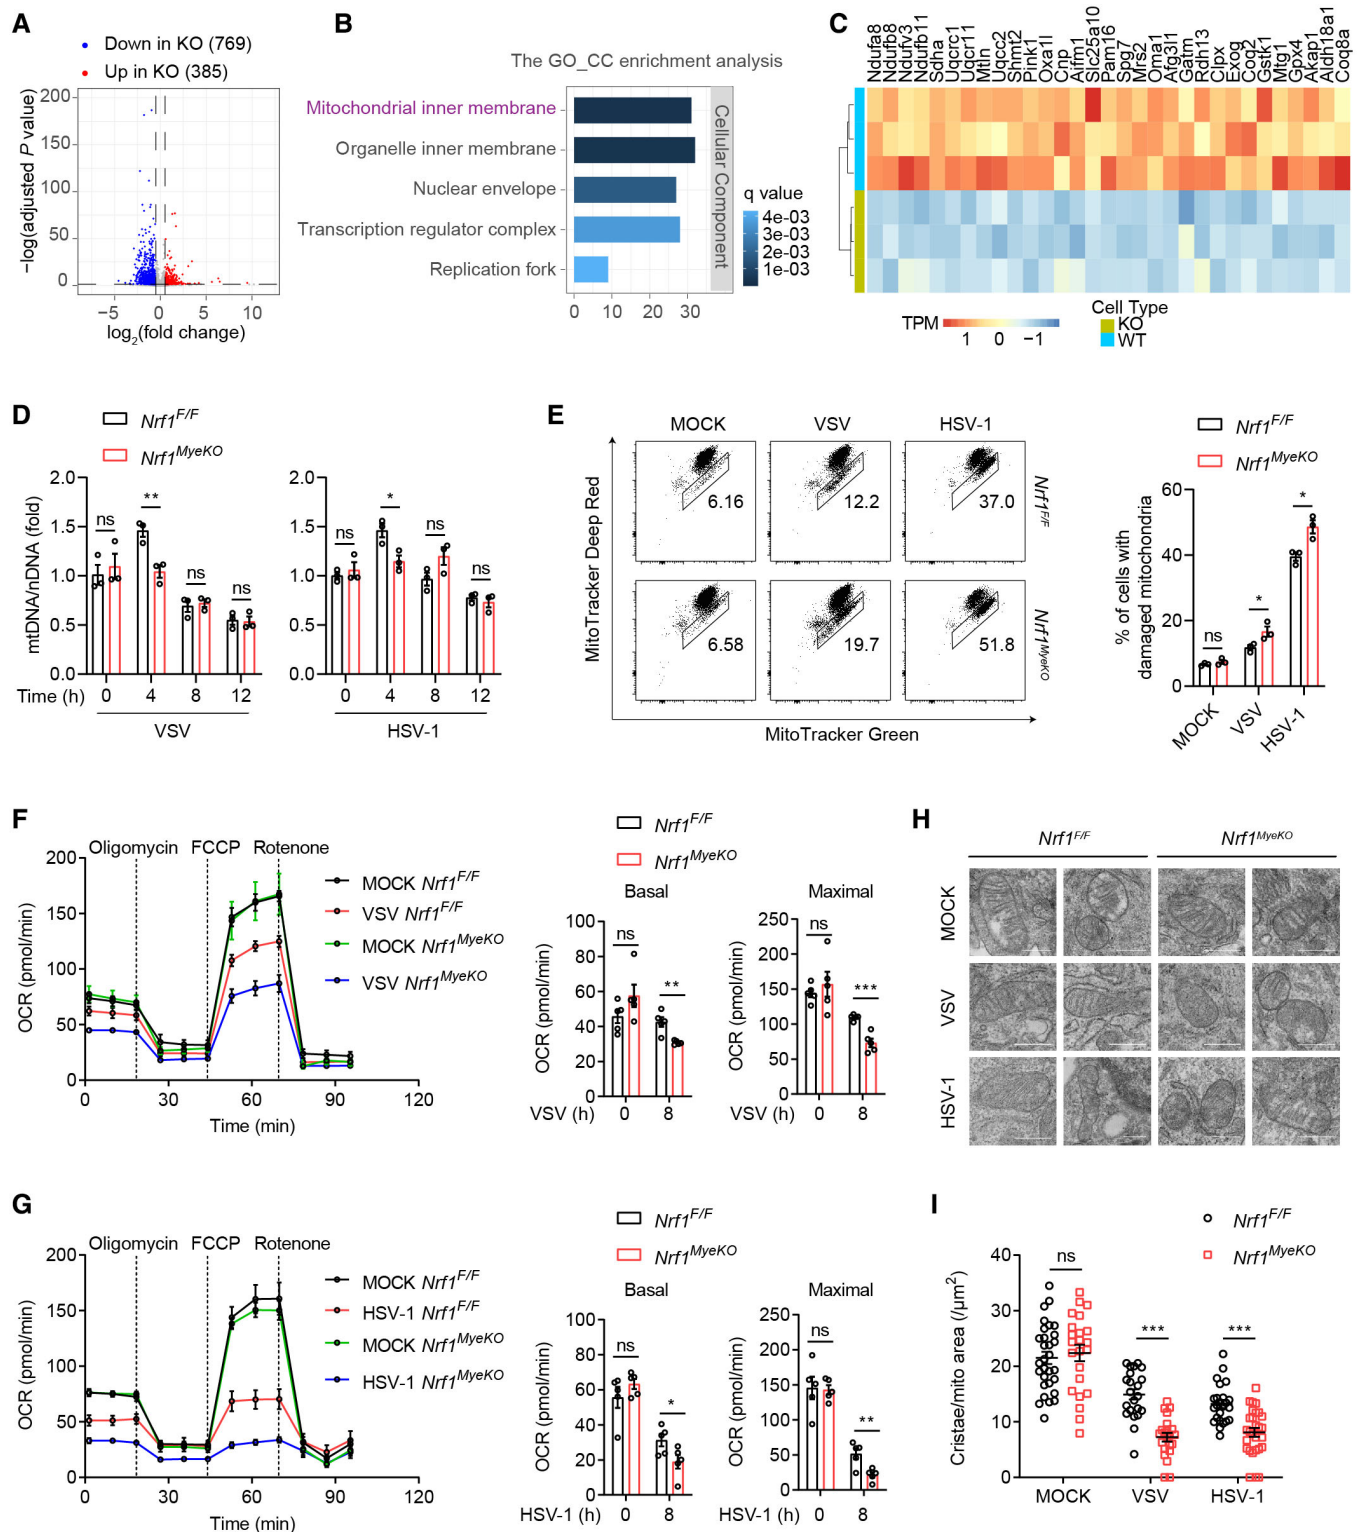 A
Down in KO (769)
Up in KO (385)
−log(adjusted P value)
200
150
100
50
0
−5 0 5 10
log2(fold change)
B
The GO_CC enrichment analysis
Mitochondrial inner membrane
Organelle inner membrane
Nuclear envelope
Transcription regulator complex
Replication fork
0 10 20 30
Cellular Component
q value
4e-03
3e-03
2e-03
1e-03
C
Ndufa8
Ndufb8
Ndufv3
Ndufb11
Sdha
Uqcrc1
Uqcr11
Mtln
Uqcc2
Shmt2
Pink1
Oxa1l
Cnp
Aifm1
Slc25a10
Pam16
Spg7
Mrs2
Oma1
Afg3l1
Gatm
Rdh13
Clpx
Exog
Coq2
Gstk1
Mtg1
Gpx4
Akap1
Aldh18a1
Coq8a
TPM
1 0 −1
Cell Type
KO
WT
D
Nrf1F/F
Nrf1MyeKO
mtDNA/nDNA (fold)
2.0
1.5
1.0
0.5
0.0
ns ** ns ns
Time (h) 0 4 8 12
VSV
2.0
1.5
1.0
0.5
0.0
ns * ns ns
0 4 8 12
HSV-1
E
MOCK VSV HSV-1
MitoTracker Deep Red
6.16 12.2 37.0
Nrf1F/F
6.58 19.7 51.8
Nrf1MyeKO
MitoTracker Green
Nrf1F/F
Nrf1MyeKO
% of cells with
damaged mitochondria
60
40
20
0
ns * *
MOCK VSV HSV-1
F
Oligomycin FCCP Rotenone
OCR (pmol/min)
200
150
100
50
0
0 30 60 90 120
Time (min)
MOCK Nrf1F/F
VSV Nrf1F/F
MOCK Nrf1MyeKO
VSV Nrf1MyeKO
Nrf1F/F
Nrf1MyeKO
Basal
OCR (pmol/min)
100
80
60
40
20
0
ns **
VSV (h) 0 8
Maximal
OCR (pmol/min)
250
200
150
100
50
0
ns ***
VSV (h) 0 8
H
Nrf1F/F Nrf1MyeKO
MOCK
VSV
HSV-1
G
Oligomycin FCCP Rotenone
OCR (pmol/min)
200
150
100
50
0
0 30 60 90 120
Time (min)
MOCK Nrf1F/F
HSV-1 Nrf1F/F
MOCK Nrf1MyeKO
HSV-1 Nrf1MyeKO
Nrf1F/F
Nrf1MyeKO
Basal
OCR (pmol/min)
100
80
60
40
20
0
ns *
HSV-1 (h) 0 8
Maximal
OCR (pmol/min)
250
200
150
100
50
0
ns **
HSV-1 (h) 0 8
I
Nrf1F/F
Nrf1MyeKO
Cristae/mito area (/μm2)
40
30
20
10
0
ns *** ***
MOCK VSV HSV-1